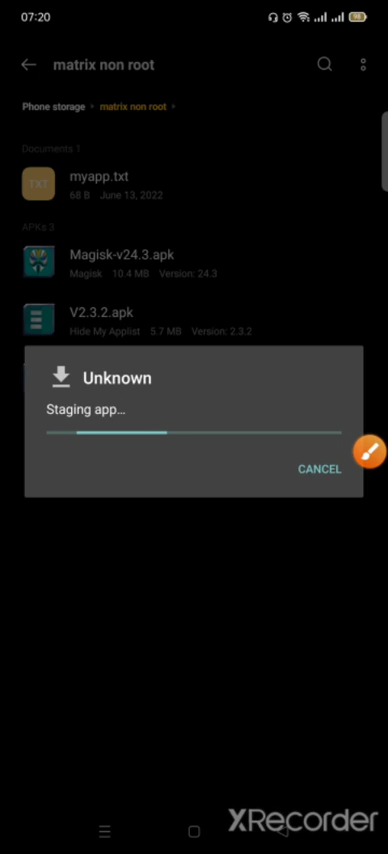 07:20
matrix non root
Phone storage matrix non root
Documents 1
TXT
myapp.txt
68 B June 13, 2022
APKs 3
Magisk-v24.3.apk
Magisk 10.4 MB Version: 24.3
V2.3.2.apk
Hide My Applist 5.7 MB Version: 2.3.2
Unknown
Staging app...
CANCEL
XRecorder